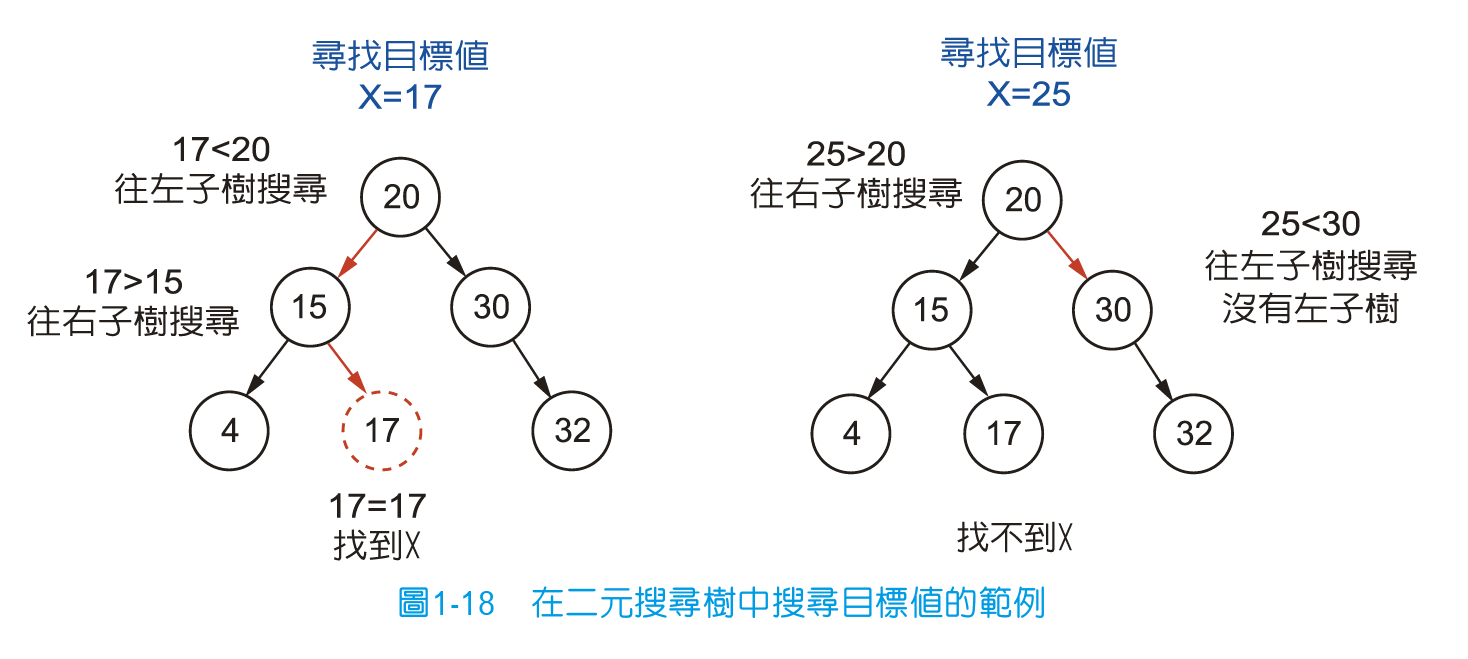 尋找目標值
X=17
17<20
往左子樹搜尋
20
17>15
往右子樹搜尋
15
30
4
17
32
17=17
找到X
尋找目標值
X=25
25>20
往右子樹搜尋
20
25<30
往左子樹搜尋
沒有左子樹
15
30
4
17
32
找不到X
圖1-18 在二元搜尋樹中搜尋目標值的範例